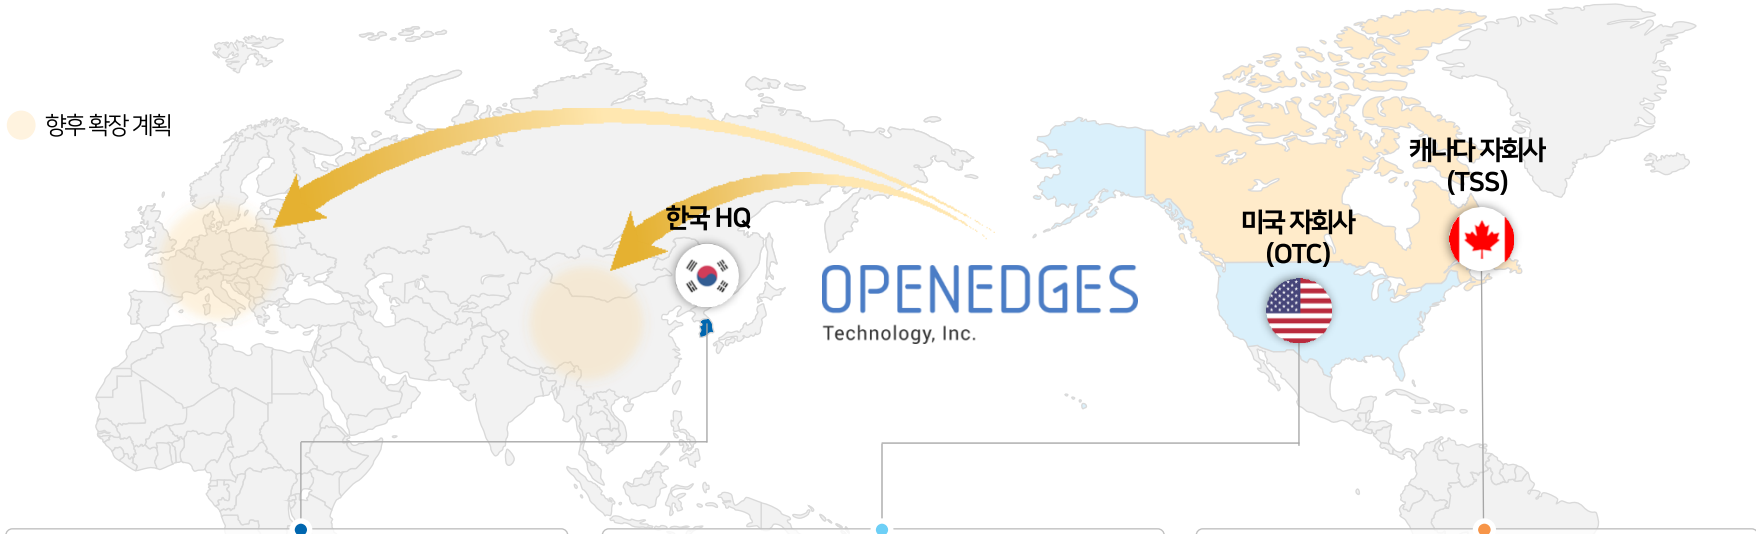 향후 확장 계획
한국 HQ
OPENEDGES
Technology, Inc.
미국 자회사
(OTC)
캐나다 자회사
(TSS)